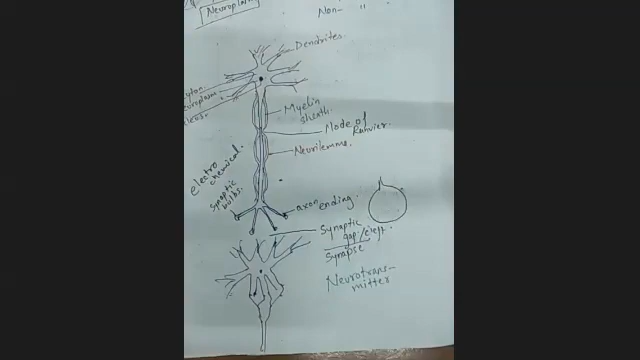 Neuroplasm
Non- "
Dendrites.
Myelin
sheath.
Mode of
Ranvier.
Neurilemma.
electro
chemical.
Synaptic
bulbs.
axon ending.
Synaptic
gap/cleft.
Synapse
Neurotrans-
mitter